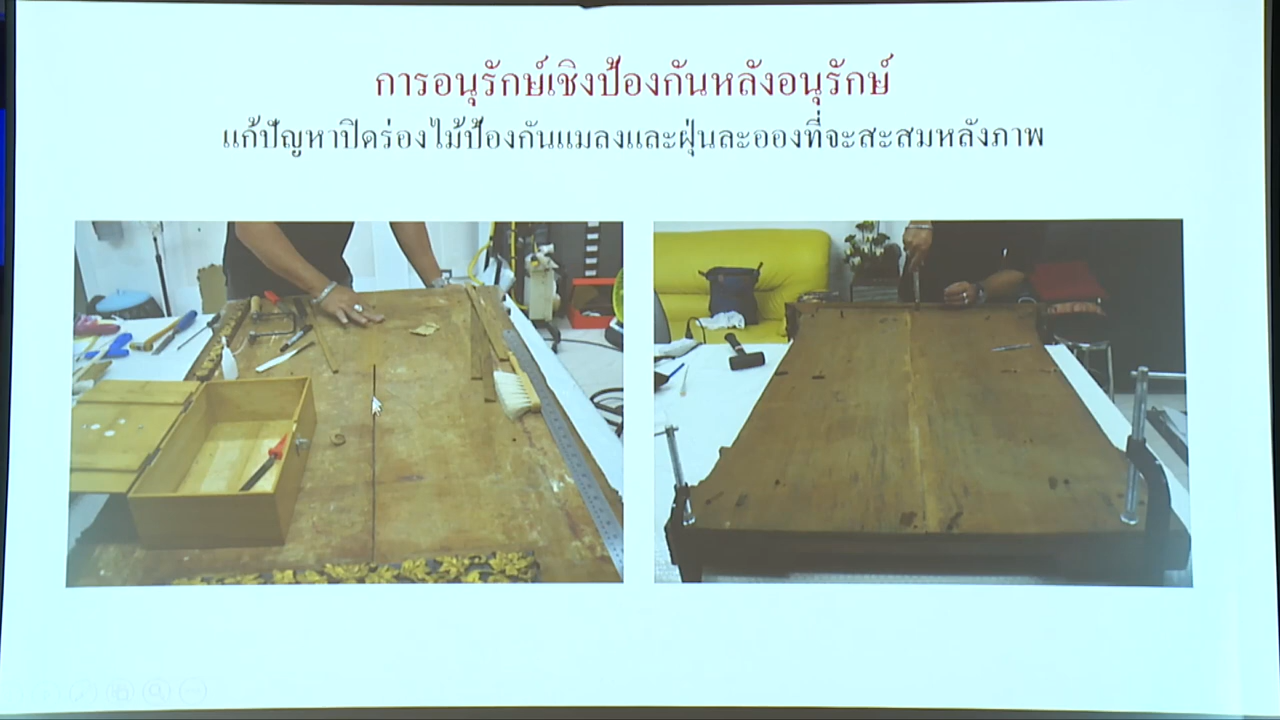 การอนุรักษ์เชิงป้องกันหลังอนุรักษ์
แก้ปัญหาปิดร่องไม้ป้องกันแมลงและฝุ่นละอองที่จะสะสมหลังภาพ